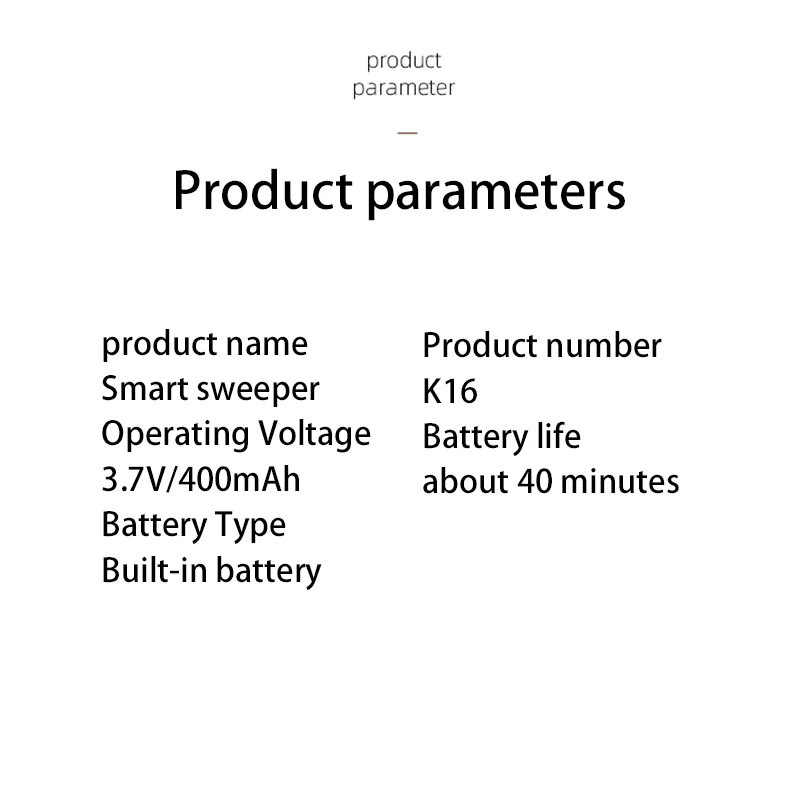 product
parameter
Product parameters
product name
Smart sweeper
Operating Voltage
3.7V/400mAh
Battery Type
Built-in battery
Product number
K16
Battery life
about 40 minutes